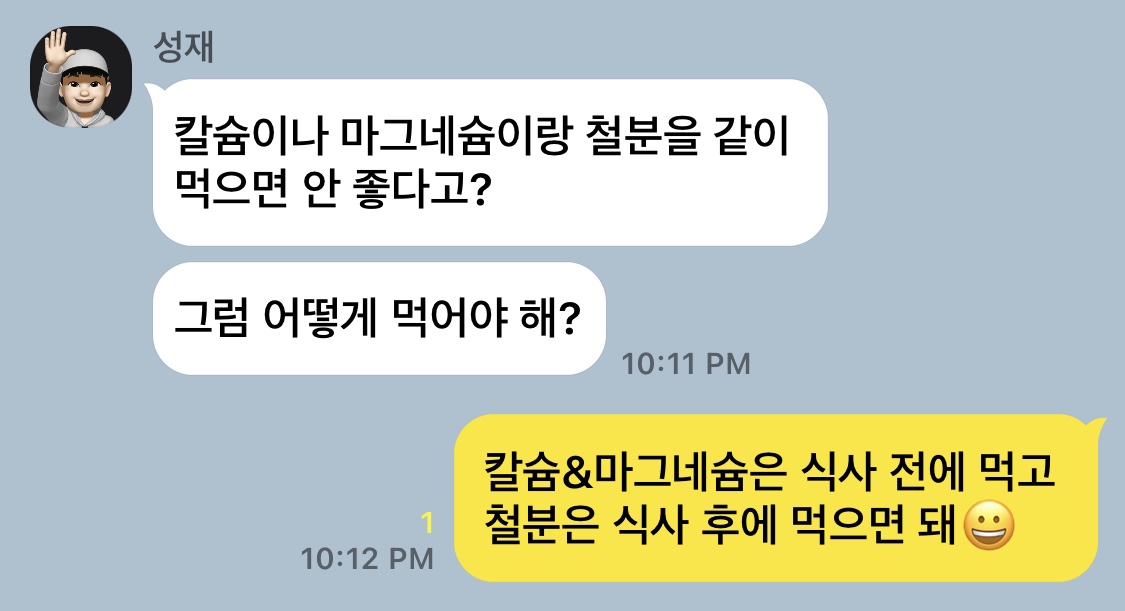 성재
칼슘이나 마그네슘이랑 철분을 같이
먹으면 안 좋다고?
그럼 어떻게 먹어야 해?
10:11 PM
칼슘&마그네슘은 식사 전에 먹고
철분은 식사 후에 먹으면 돼😀
1
10:12 PM